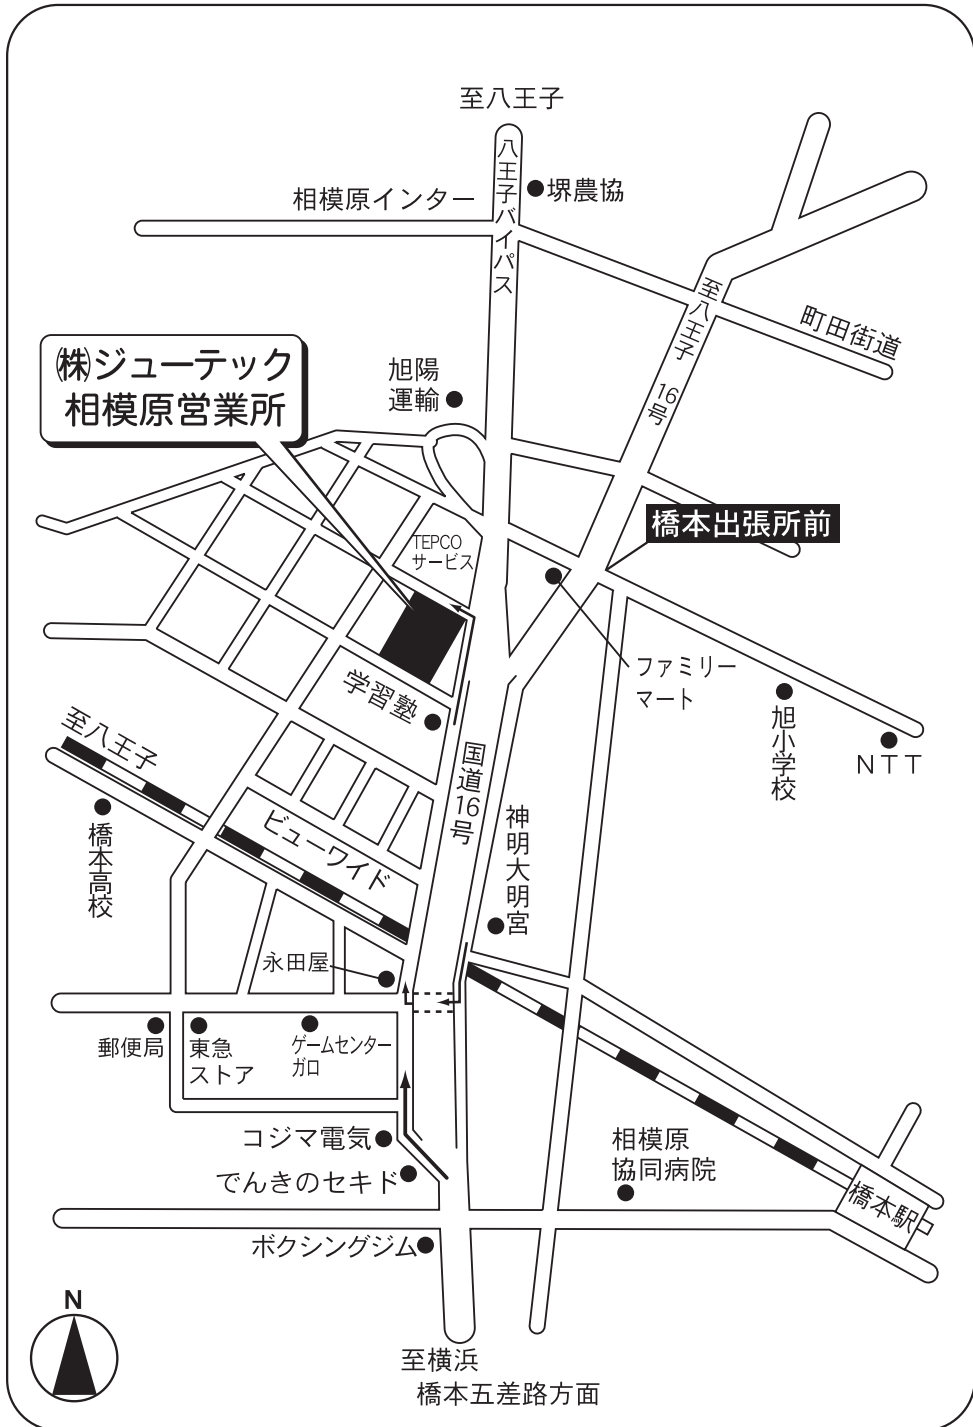 至八王子
八王子バイパス
堺農協
相模原インター
至八王子 16号
町田街道
㈱ジューテック
相模原営業所
旭陽
運輸
橋本出張所前
TEPCO
サービス
ファミリー
マート
学習塾
旭小学校
NTT
至八王子
国道16号
橋本高校
ビューワイド
神明大明宮
永田屋
郵便局
東急
ストア
ゲームセンター
ガロ
コジマ電気
でんきのセキド
相模原
協同病院
橋本駅
ボクシングジム
N
至横浜
橋本五差路方面